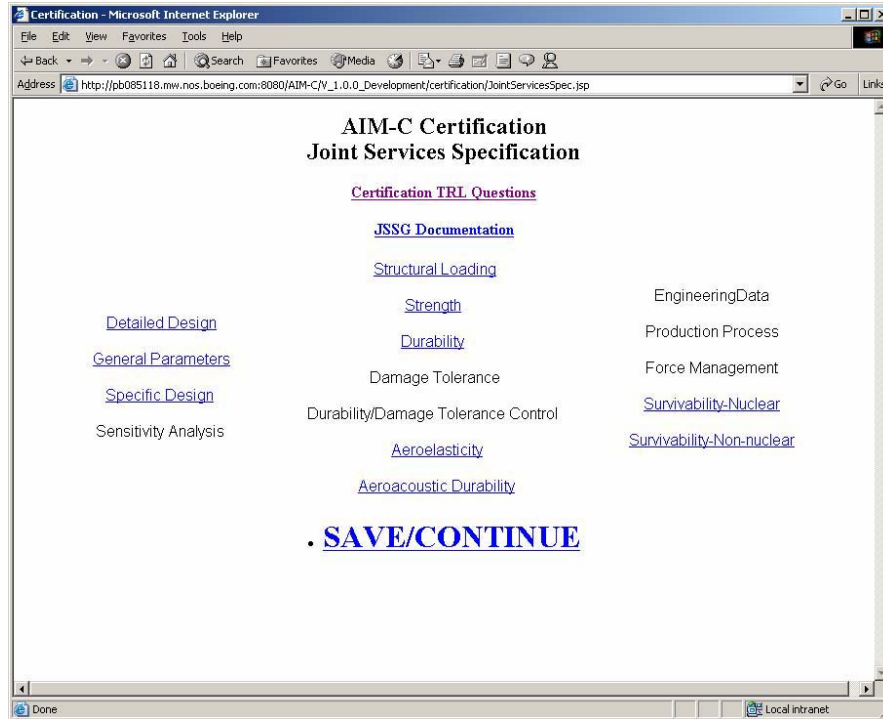 Certification - Microsoft Internet Explorer
File Edit View Favorites Tools Help
Back Search Favorites Media
Address http://pb085118.mw.nos.boeing.com:8080/AIM-C/V_1.0.0_Development/certification/JointServicesSpec.jsp Go Links
AIM-C Certification
Joint Services Specification
Certification TRL Questions
JSSG Documentation
Detailed Design
General Parameters
Specific Design
Sensitivity Analysis
Structural Loading
Strength
Durability
Damage Tolerance
Durability/Damage Tolerance Control
Aeroelasticity
Aeroacoustic Durability
EngineeringData
Production Process
Force Management
Survivability-Nuclear
Survivability-Non-nuclear
• SAVE/CONTINUE
Done Local intranet